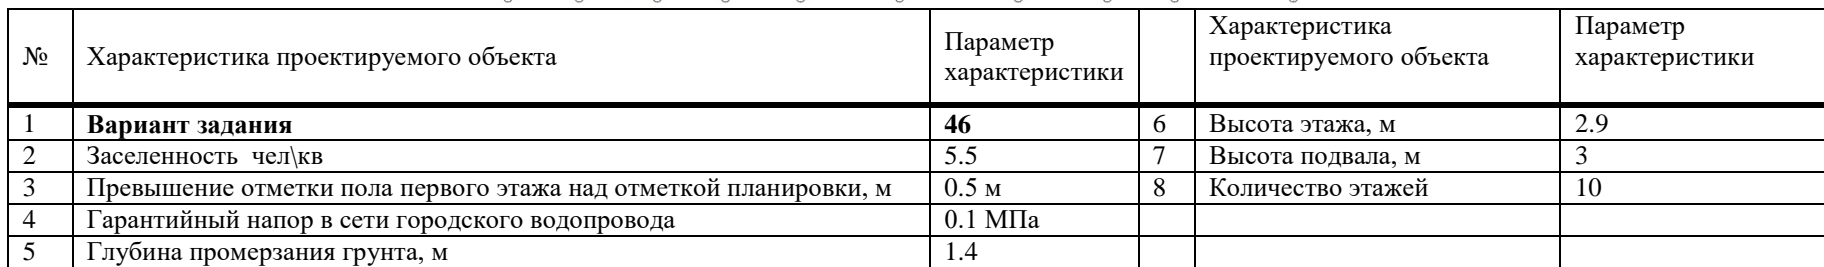 № Характеристика проектируемого объекта Параметр характеристики Характеристика проектируемого объекта Параметр характеристики
1 Вариант задания 46 6 Высота этажа, м 2.9
2 Заселенность чел\кв 5.5 7 Высота подвала, м 3
3 Превышение отметки пола первого этажа над отметкой планировки, м 0.5 м 8 Количество этажей 10
4 Гарантийный напор в сети городского водопровода 0.1 МПа
5 Глубина промерзания грунта, м 1.4